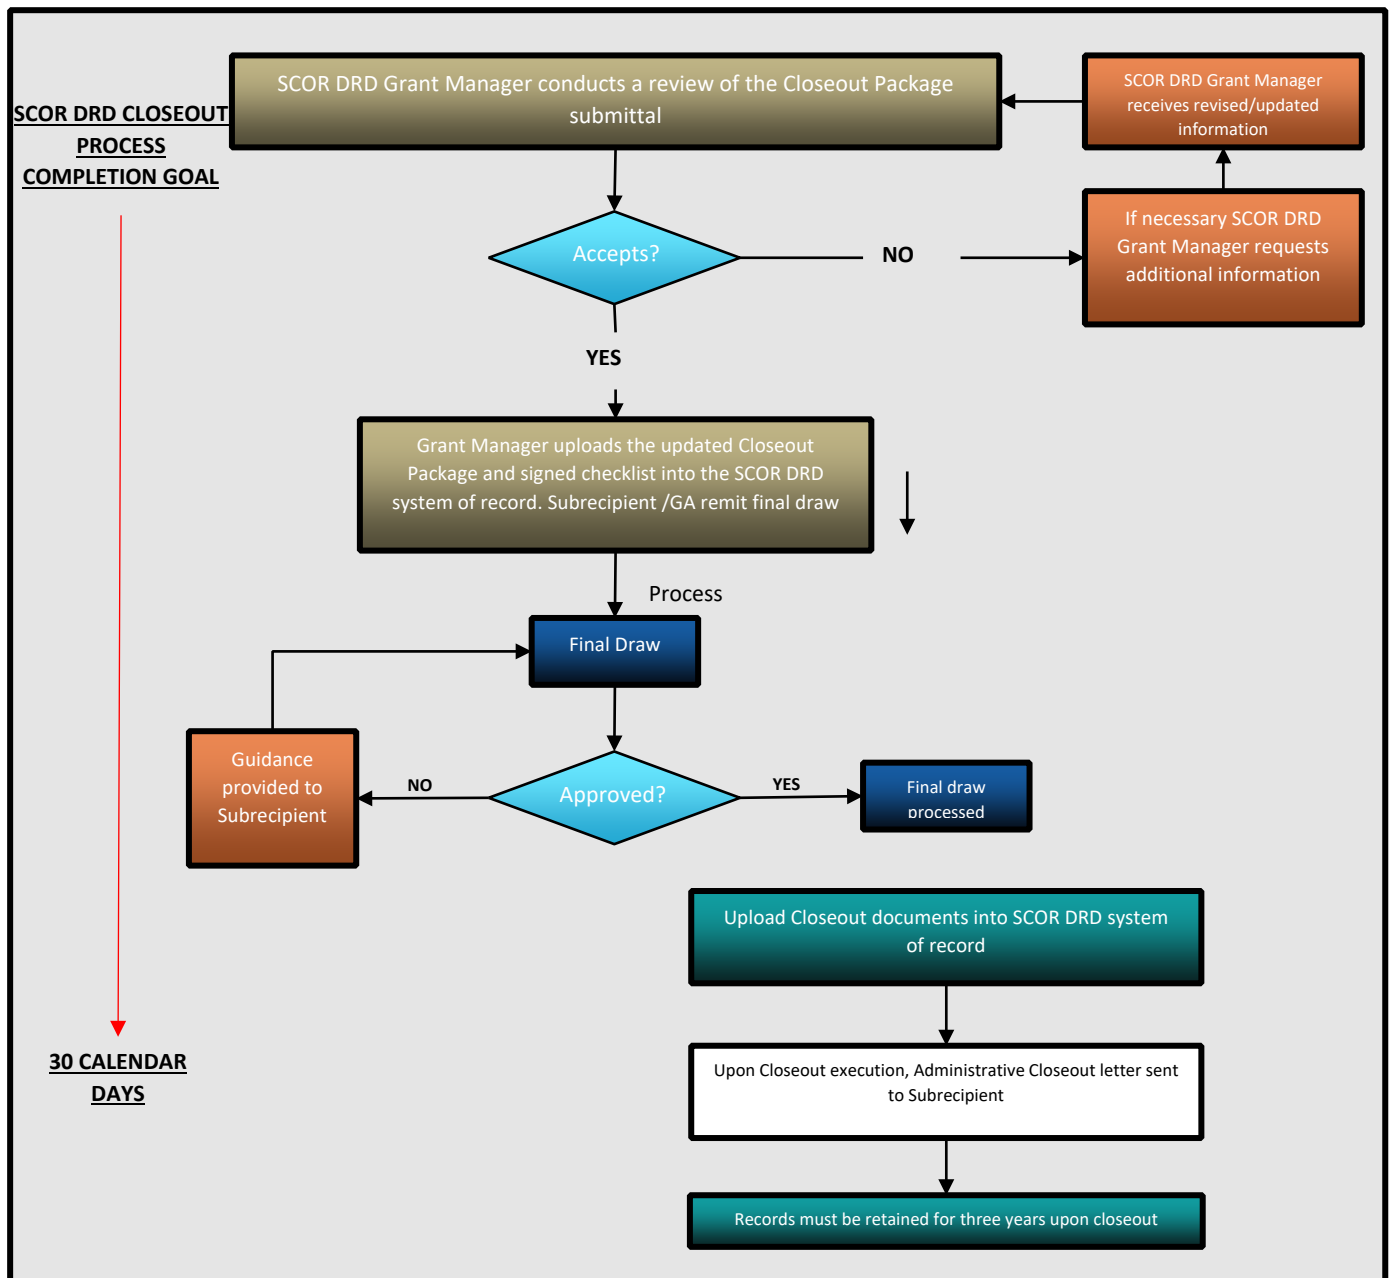 SCOR DRD CLOSEOUT
PROCESS
COMPLETION GOAL
SCOR DRD Grant Manager conducts a review of the Closeout Package
submittal
SCOR DRD Grant Manager
receives revised/updated
information
Accepts?
NO
If necessary SCOR DRD
Grant Manager requests
additional information
YES
Grant Manager uploads the updated Closeout
Package and signed checklist into the SCOR DRD
system of record. Subrecipient /GA remit final draw
Process
Final Draw
Guidance
provided to
Subrecipient
NO
Approved?
YES
Final draw
processed
Upload Closeout documents into SCOR DRD system
of record
30 CALENDAR
DAYS
Upon Closeout execution, Administrative Closeout letter sent
to Subrecipient
Records must be retained for three years upon closeout